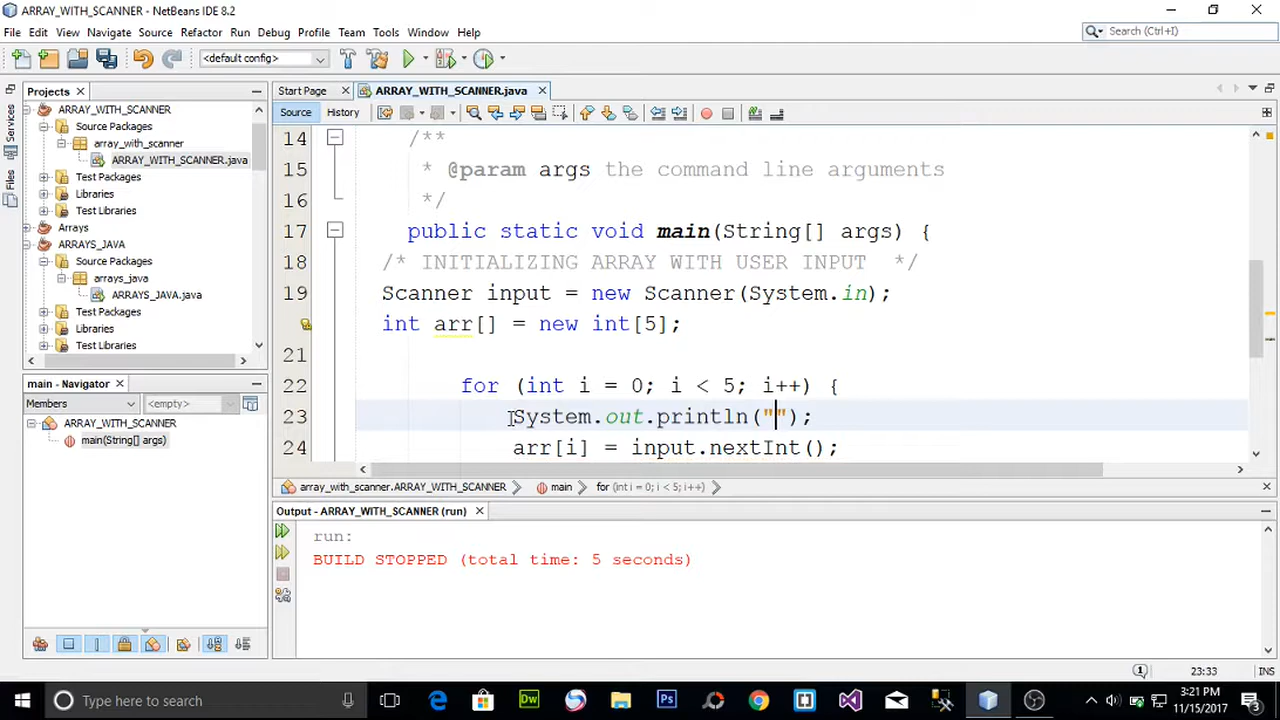 ARRAY_WITH_SCANNER - NetBeans IDE 8.2
File Edit View Navigate Source Refactor Run Debug Profile Team Tools Window Help
Search (Ctrl+I)
<default config>
Services
Files
Projects
ARRAY_WITH_SCANNER
Source Packages
array_with_scanner
ARRAY_WITH_SCANNER.java
Test Packages
Libraries
Test Libraries
Arrays
ARRAYS_JAVA
Source Packages
arrays_java
ARRAYS_JAVA.java
Test Packages
Libraries
Test Libraries
main - Navigator
Members <empty>
ARRAY_WITH_SCANNER
main(String[] args)
Start Page ARRAY_WITH_SCANNER.java
Source History
14 /**
15 * @param args the command line arguments
16 */
17 public static void main(String[] args) {
18 /* INITIALIZING ARRAY WITH USER INPUT */
19 Scanner input = new Scanner(System.in);
int arr[] = new int[5];
21
22 for (int i = 0; i < 5; i++) {
23 System.out.println("");
24 arr[i] = input.nextInt();
array_with_scanner.ARRAY_WITH_SCANNER main for (int i = 0; i < 5; i++)
Output - ARRAY_WITH_SCANNER (run)
run:
BUILD STOPPED (total time: 5 seconds)
1 23:33 INS
Type here to search
Dw
Ps
3:21 PM
11/15/2017
3